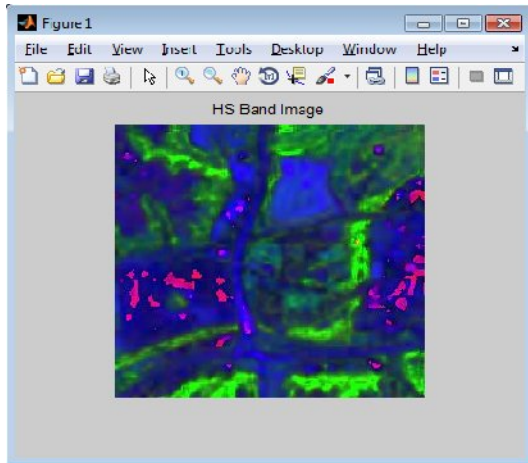 Figure 1
File Edit View Insert Tools Desktop Window Help
HS Band Image